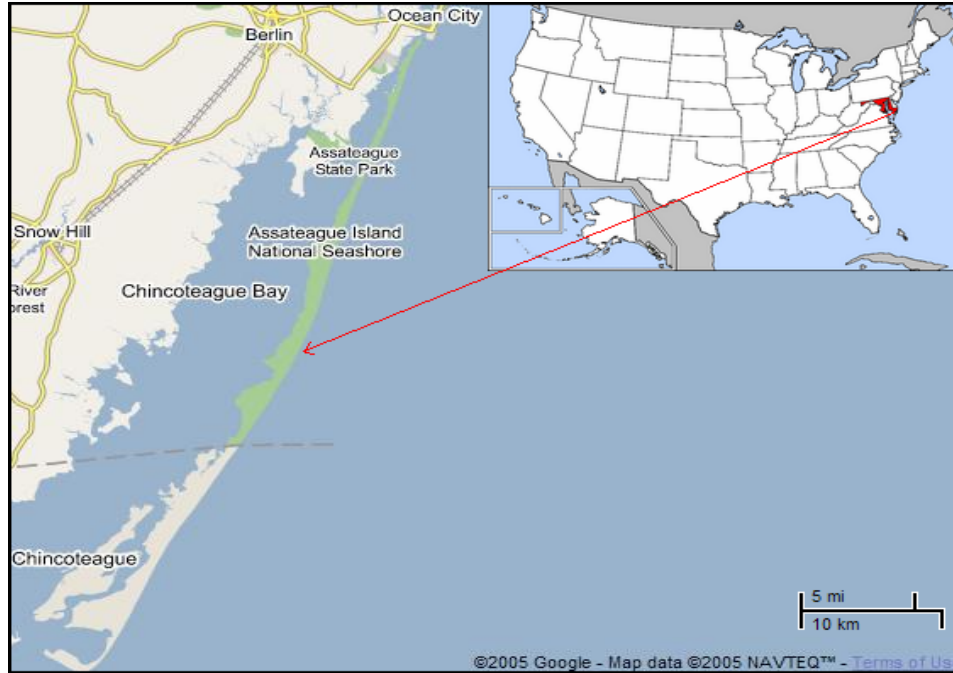 Ocean City
Berlin
Assateague
State Park
Snow Hill
Assateague Island
National Seashore
River
orest
Chincoteague Bay
Chincoteague
5 mi
10 km
©2005 Google - Map data ©2005 NAVTEQ™ - Terms of Us